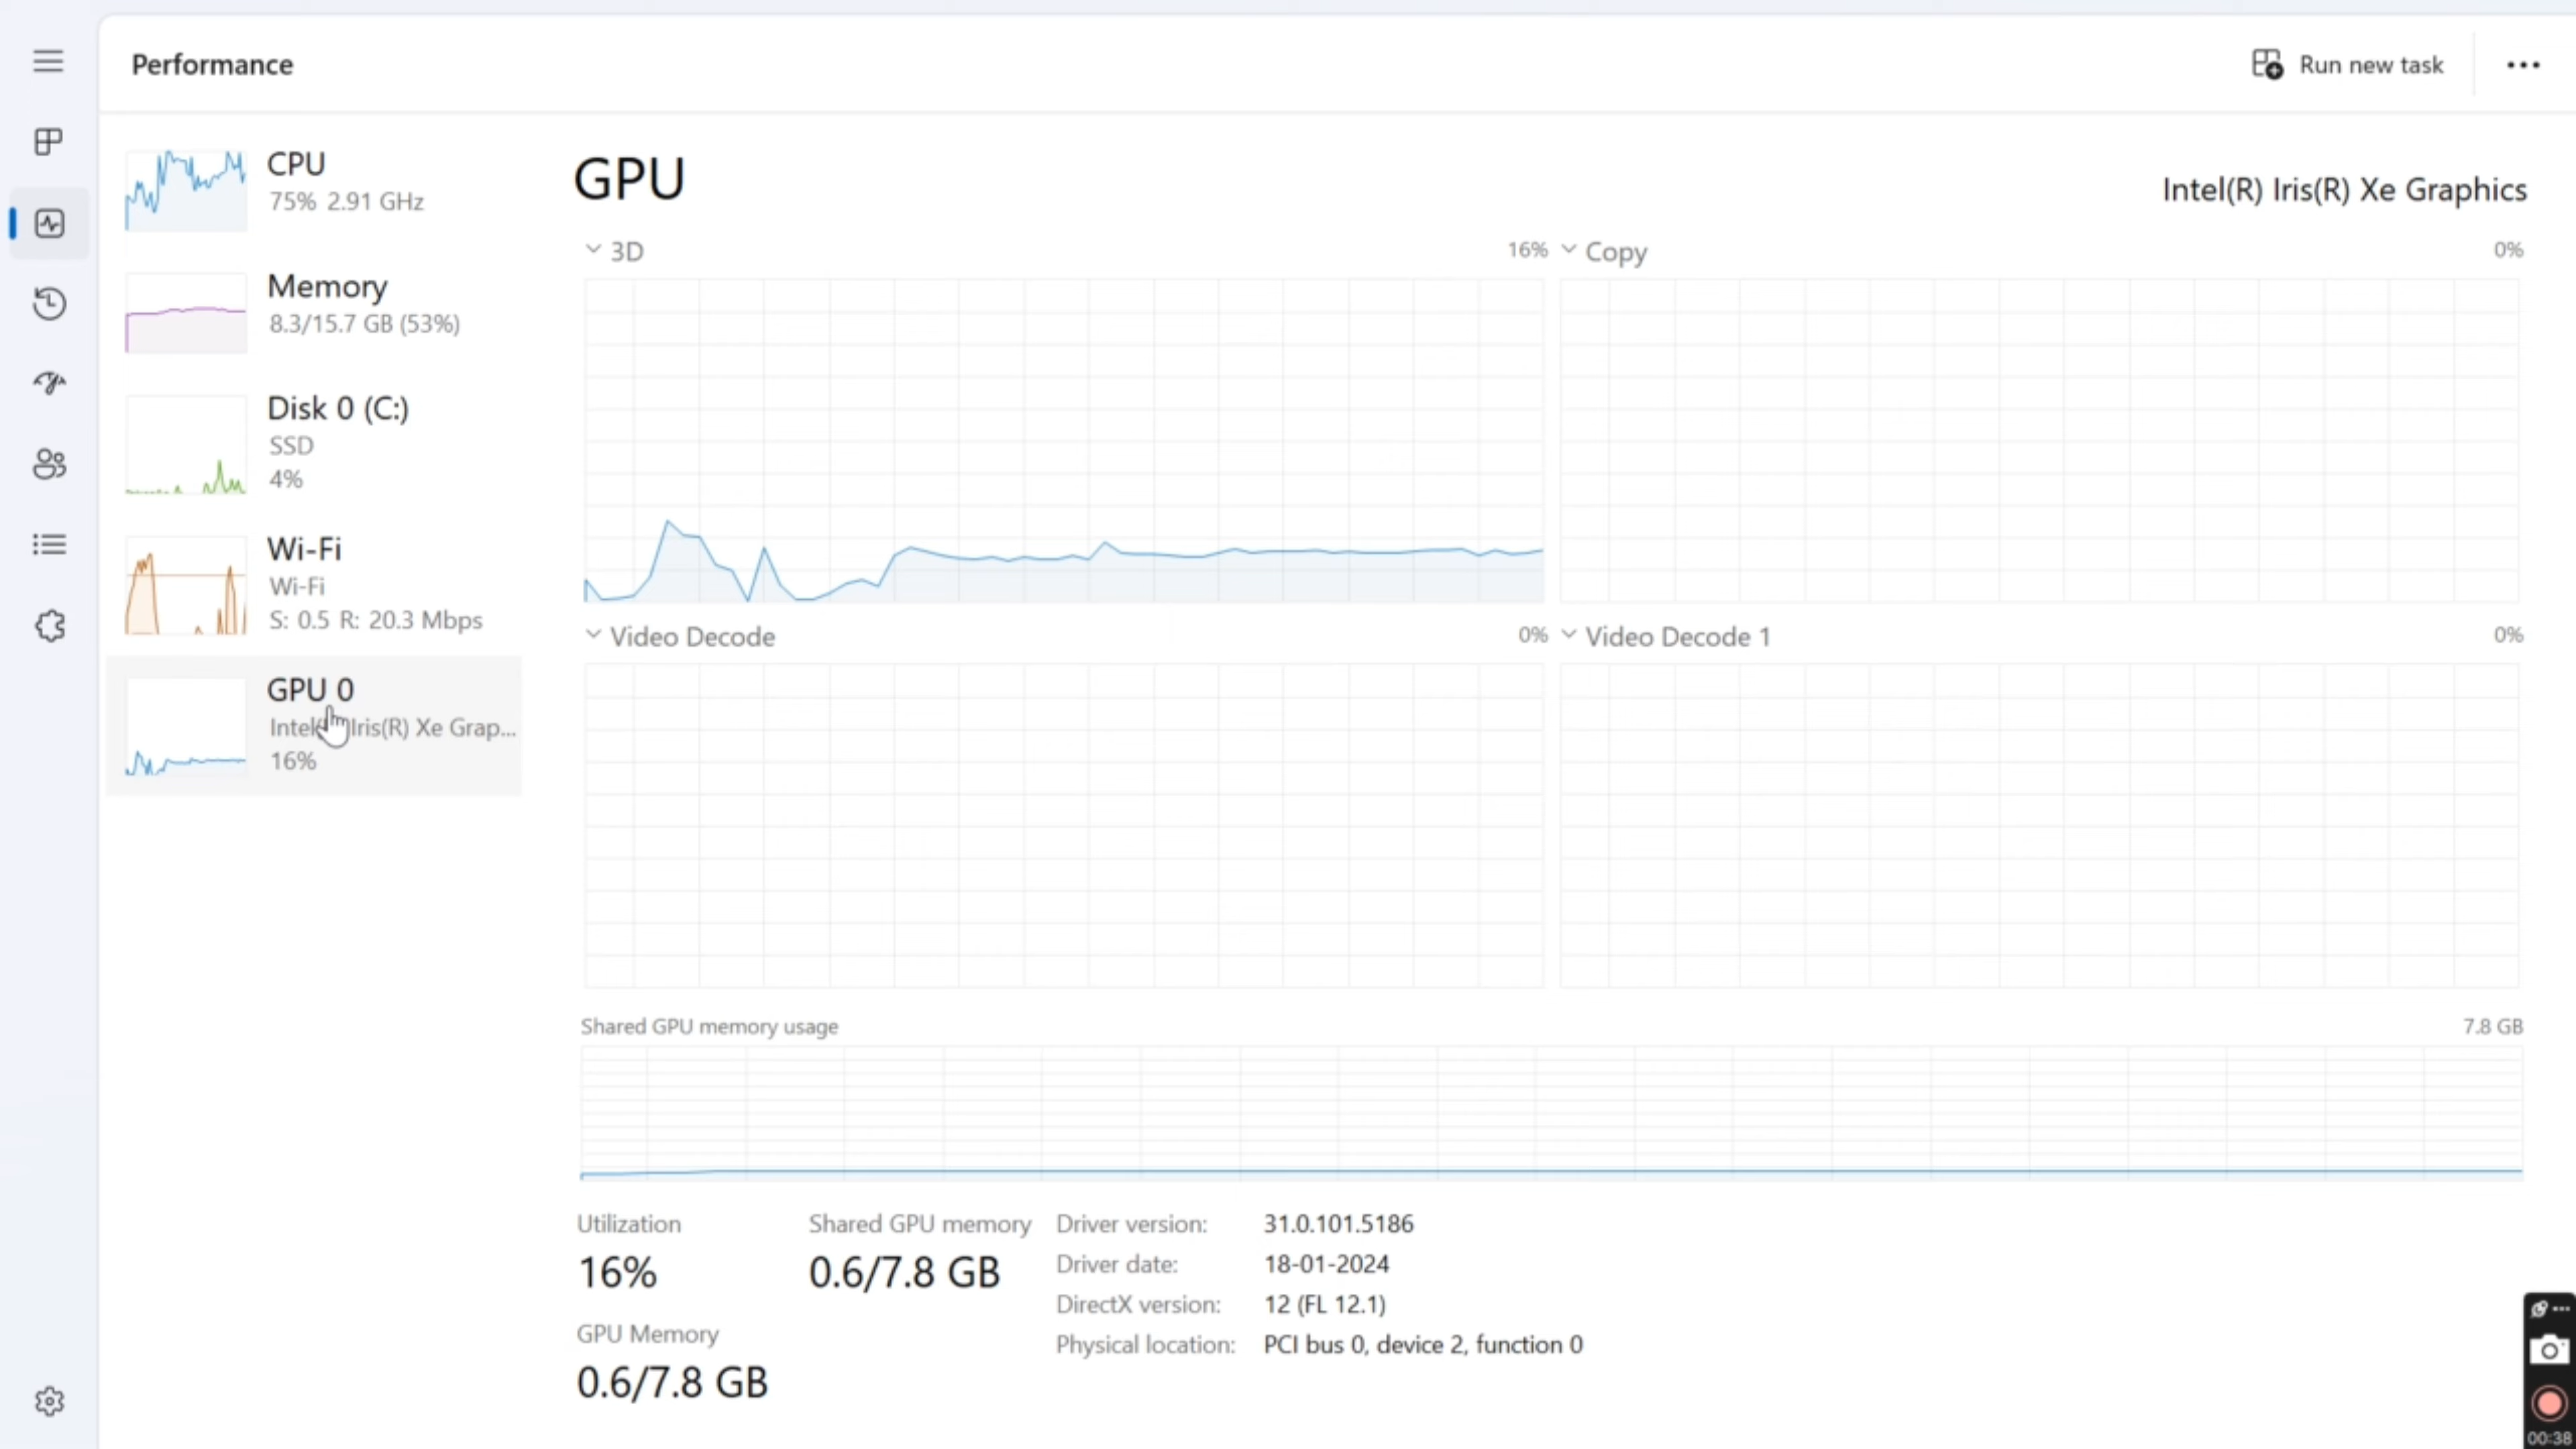 Performance
Run new task
CPU
75% 2.91 GHz
Memory
8.3/15.7 GB (53%)
Disk 0 (C:)
SSD
4%
Wi-Fi
Wi-Fi
S: 0.5 R: 20.3 Mbps
GPU 0
Iris(R) Xe Grap...
16%
GPU
Intel(R) Iris(R) Xe Graphics
3D 16%
Copy 0%
Video Decode 0%
Video Decode 1 0%
Shared GPU memory usage 7.8 GB
Utilization
16%
Shared GPU memory
0.6/7.8 GB
GPU Memory
0.6/7.8 GB
Driver version: 31.0.101.5186
Driver date: 18-01-2024
DirectX version: 12 (FL 12.1)
Physical location: PCI bus 0, device 2, function 0
00:38